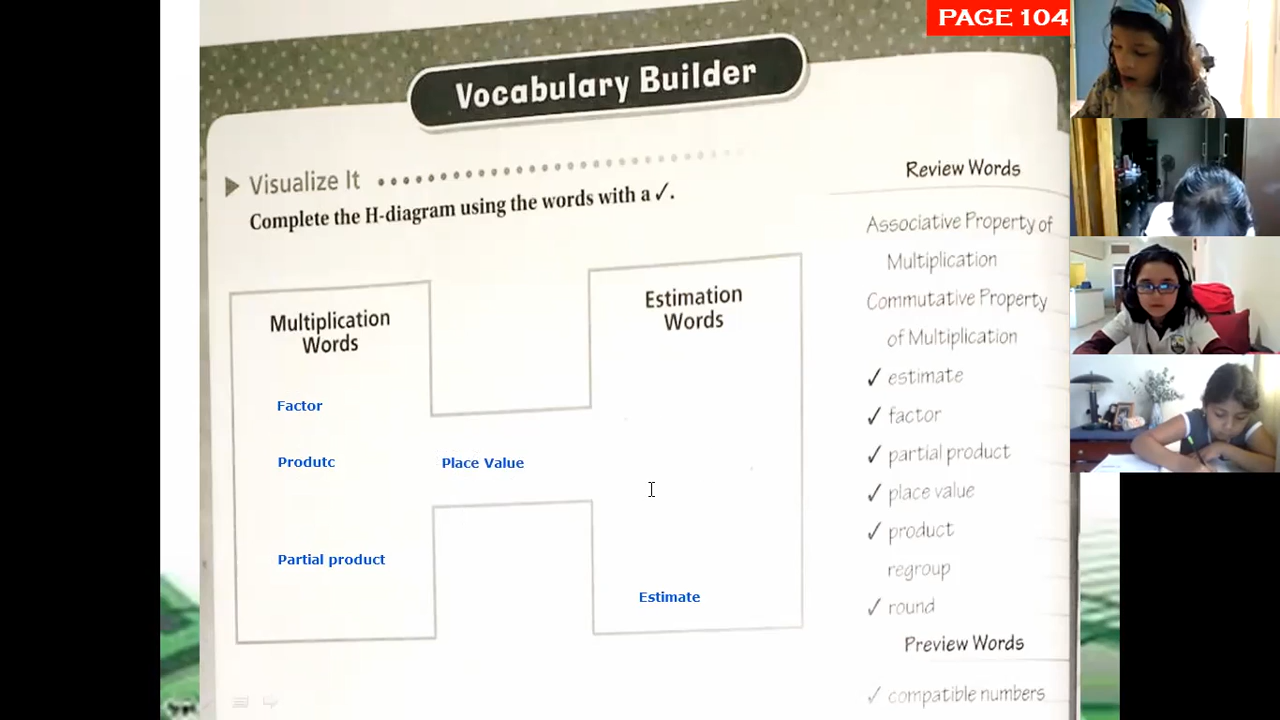 PAGE 104
Vocabulary Builder
Visualize It
Complete the H-diagram using the words with a ✓.
Multiplication
Words
Factor
Produtc
Partial product
Place Value
Estimation
Words
Estimate
Review Words
Associative Property of
Multiplication
Commutative Property
of Multiplication
✓ estimate
✓ factor
✓ partial product
✓ place value
✓ product
regroup
✓ round
Preview Words
✓ compatible numbers